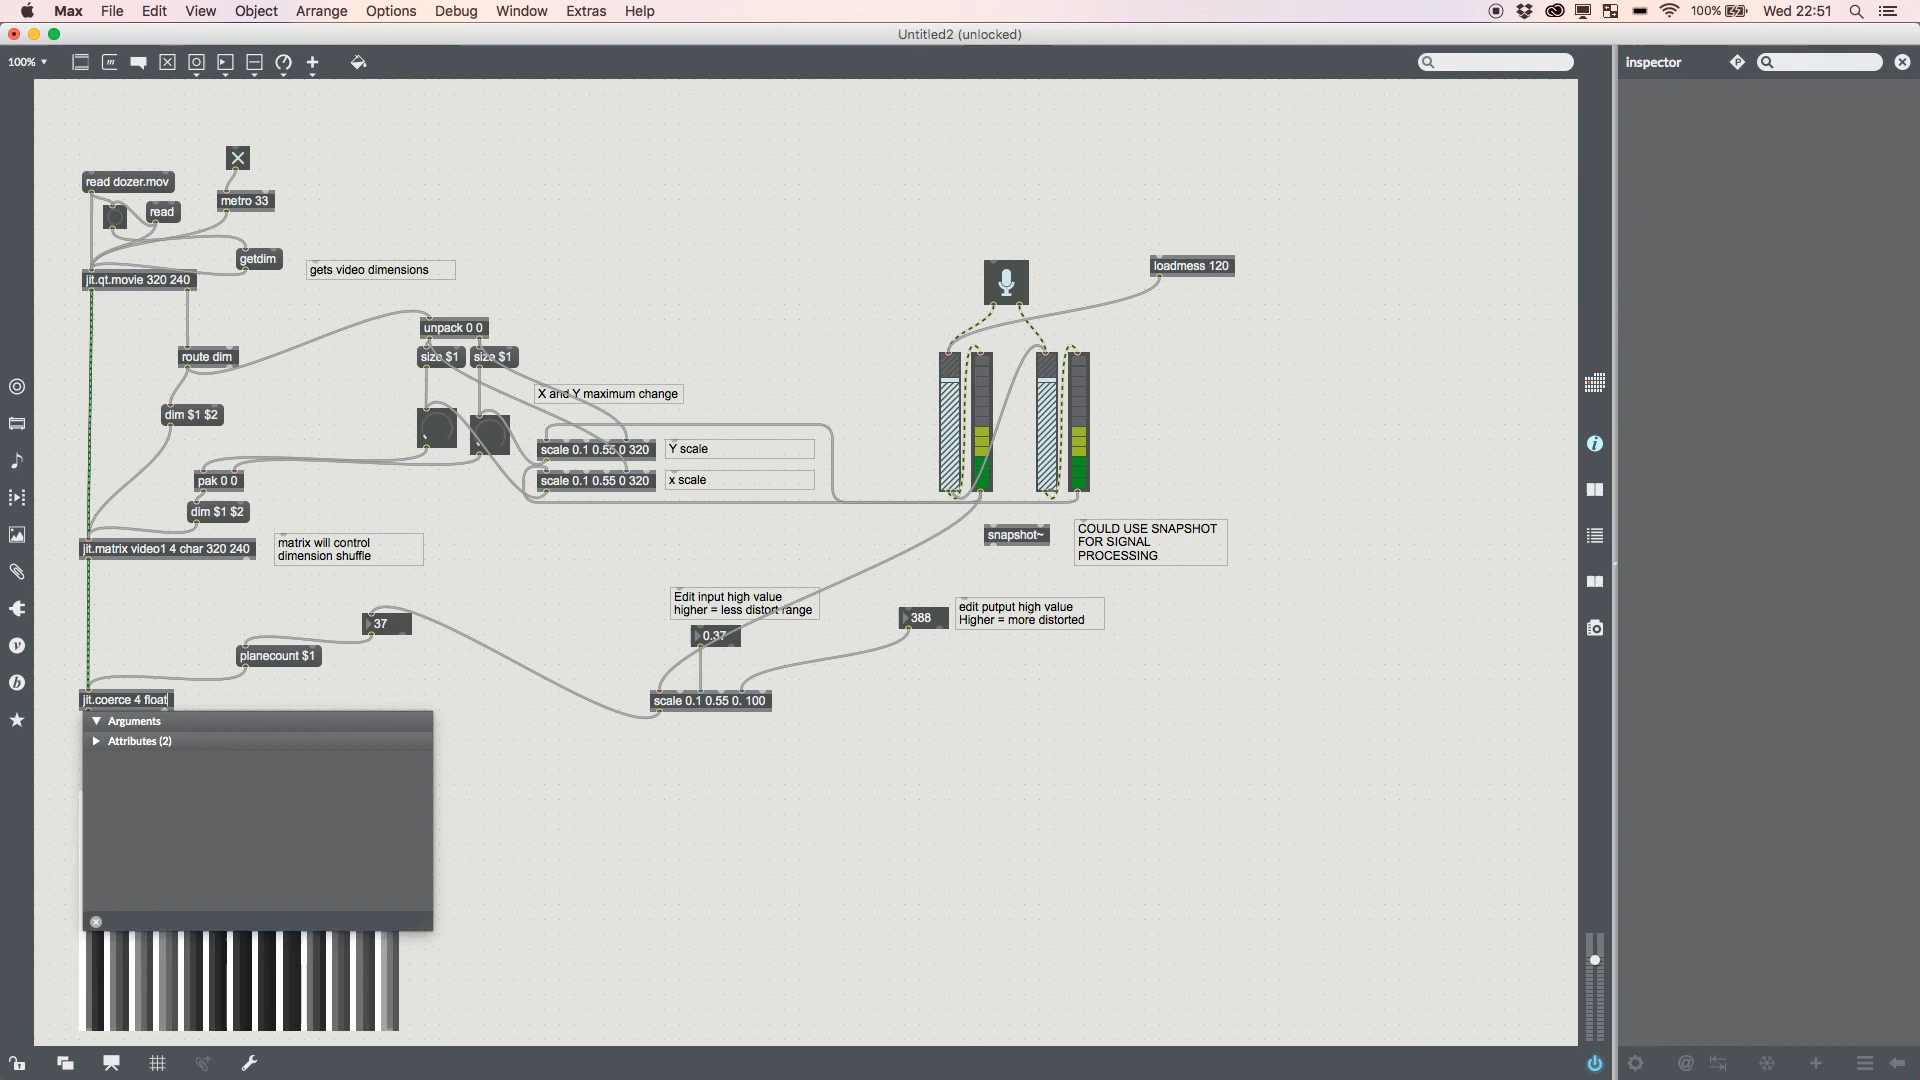 Max File Edit View Object Arrange Options Debug Window Extras Help
100% Wed 22:51
Untitled2 (unlocked)
100%
inspector
read dozer.mov
metro 33
read
getdim
gets video dimensions
jit.qt.movie 320 240
loadmess 120
unpack 0 0
route dim
size $1
size $1
X and Y maximum change
dim $1 $2
scale 0.1 0.55 0 320
Y scale
pak 0 0
scale 0.1 0.55 0 320
x scale
dim $1 $2
snapshot~
COULD USE SNAPSHOT
FOR SIGNAL
PROCESSING
jit.matrix video1 4 char 320 240
matrix will control
dimension shuffle
Edit input high value
higher = less distort range
37
388
edit putput high value
Higher = more distorted
0.37
planecount $1
jit.coerce 4 float
scale 0.1 0.55 0. 100
Arguments
Attributes (2)